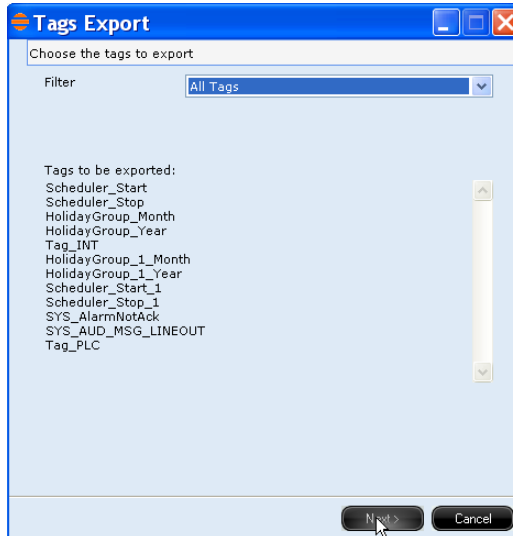 Tags Export
Choose the tags to export
Filter
All Tags
Tags to be exported:
Scheduler_Start
Scheduler_Stop
HolidayGroup_Month
HolidayGroup_Year
Tag_INT
HolidayGroup_1_Month
HolidayGroup_1_Year
Scheduler_Start_1
Scheduler_Stop_1
SYS_AlarmNotAck
SYS_AUD_MSG_LINEOUT
Tag_PLC
Next > Cancel